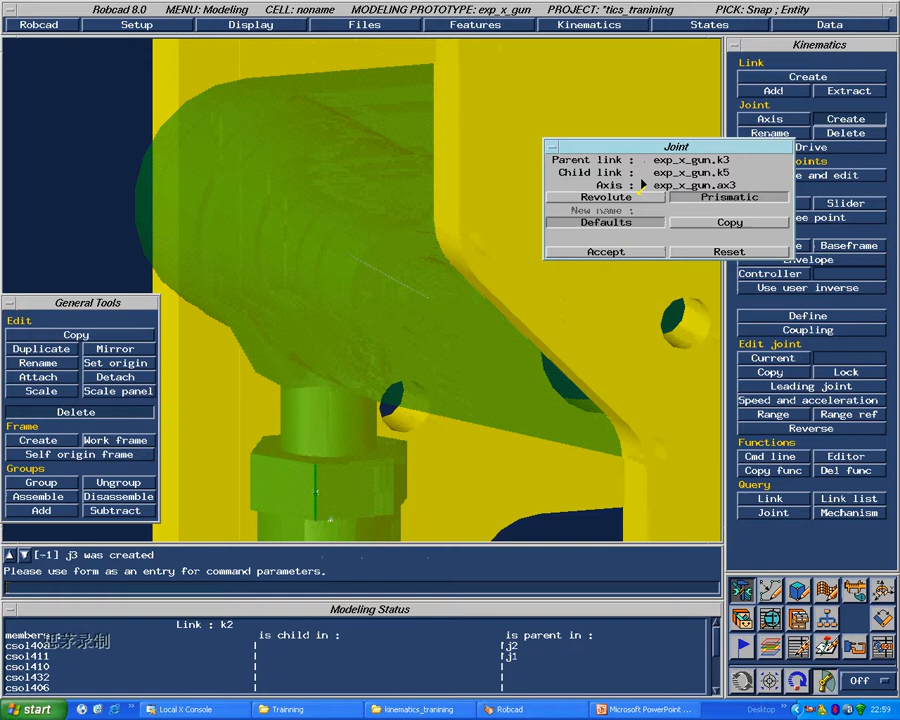 Robcad 8.0 MENU: Modeling CELL: noname MODELING PROTOTYPE: exp_x_gun PROJECT: *tics_tranining PICK: Snap ; Entity
Robcad Setup Display Files Features Kinematics States Data
Kinematics
Link
Create
Add Extract
Joint
Axis Create
Rename Delete
Drive
oints
e and edit
Slider
ee point
e Baseframe
Envelope
Controller
Use user inverse
Define
Coupling
Edit joint
Current
Copy Lock
Leading joint
Speed and acceleration
Range Range ref
Reverse
Functions
Cmd line Editor
Copy func Del func
Query
Link Link list
Joint Mechanism
Off
Joint
Parent link : exp_x_gun.k3
Child link : exp_x_gun.k5
Axis : exp_x_gun.ax3
Revolute Prismatic
New name :
Defaults Copy
Accept Reset
General Tools
Edit
Copy
Duplicate Mirror
Rename Set origin
Attach Detach
Scale Scale panel
Delete
Frame
Create Work frame
Self origin frame
Groups
Group Ungroup
Assemble Disassemble
Add Subtract
[-1] j3 was created
Please use form as an entry for command parameters.
Modeling Status
Link : k2
members is child in : is parent in :
csol40 j2
csol411 j1
csol410
csol432
csol406
start Local X Console Trainning kinematics_tranining Robcad Microsoft PowerPoint ... Desktop 22:59